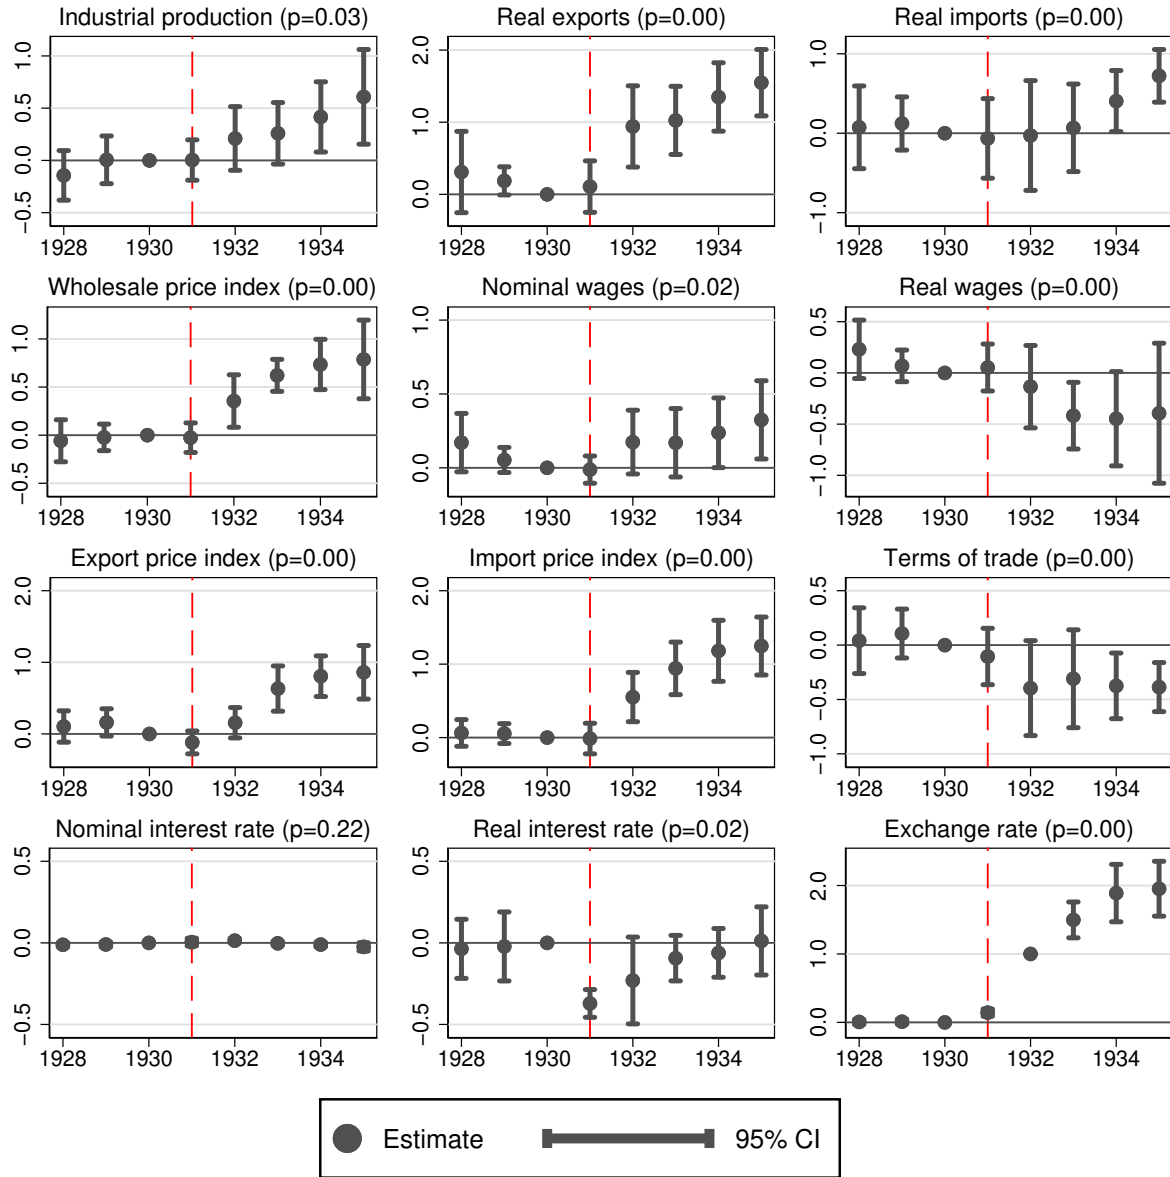 Industrial production (p=0.03)
Real exports (p=0.00)
Real imports (p=0.00)
1.0
0.5
0.0
−0.5
1928 1930 1932 1934
2.0
1.0
0.0
1928 1930 1932 1934
1.0
0.0
−1.0
1928 1930 1932 1934
Wholesale price index (p=0.00)
Nominal wages (p=0.02)
Real wages (p=0.00)
1.0
0.5
0.0
−0.5
1928 1930 1932 1934
1.0
0.5
0.0
1928 1930 1932 1934
0.5
0.0
−0.5
−1.0
1928 1930 1932 1934
Export price index (p=0.00)
Import price index (p=0.00)
Terms of trade (p=0.00)
2.0
1.0
0.0
1928 1930 1932 1934
2.0
1.0
0.0
1928 1930 1932 1934
0.5
0.0
−0.5
−1.0
1928 1930 1932 1934
Nominal interest rate (p=0.22)
Real interest rate (p=0.02)
Exchange rate (p=0.00)
0.5
0.0
−0.5
1928 1930 1932 1934
0.5
0.0
−0.5
1928 1930 1932 1934
2.0
1.0
0.0
1928 1930 1932 1934
Estimate 95% CI